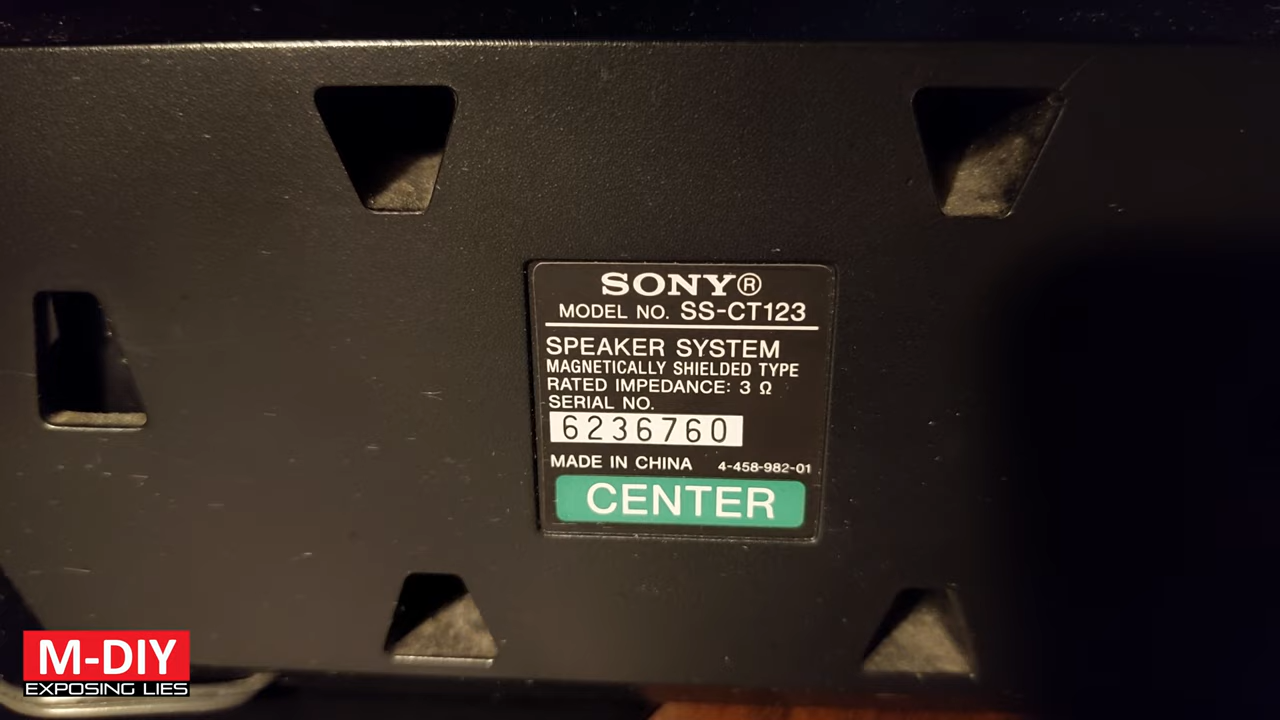 SONY®
MODEL NO. SS-CT123
SPEAKER SYSTEM
MAGNETICALLY SHIELDED TYPE
RATED IMPEDANCE: 3 Ω
SERIAL NO.
6236760
MADE IN CHINA 4-458-982-01
CENTER
M-DIY
EXPOSING LIES